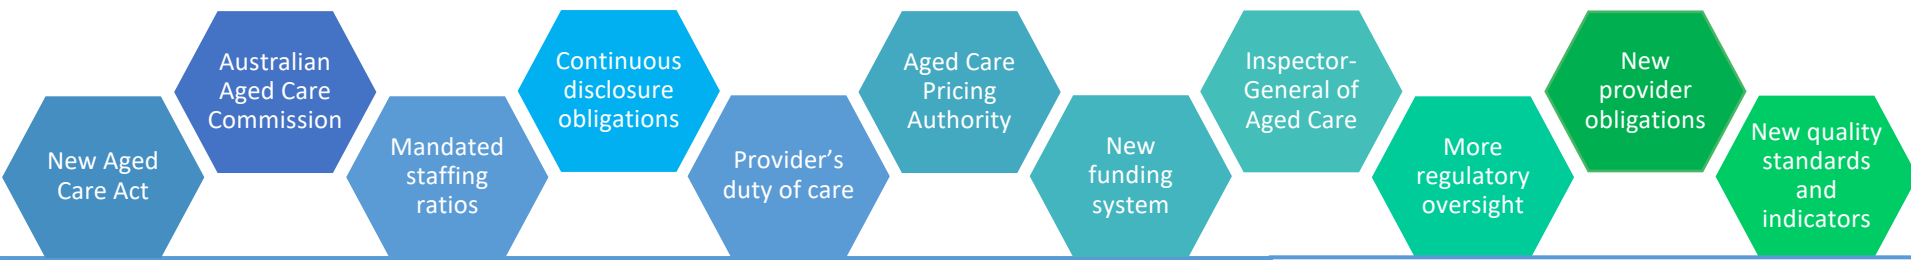 New Aged
Care Act
Australian
Aged Care
Commission
Mandated
staffing
ratios
Continuous
disclosure
obligations
Provider’s
duty of care
Aged Care
Pricing
Authority
New
funding
system
Inspector-
General of
Aged Care
More
regulatory
oversight
New
provider
obligations
New quality
standards
and
indicators